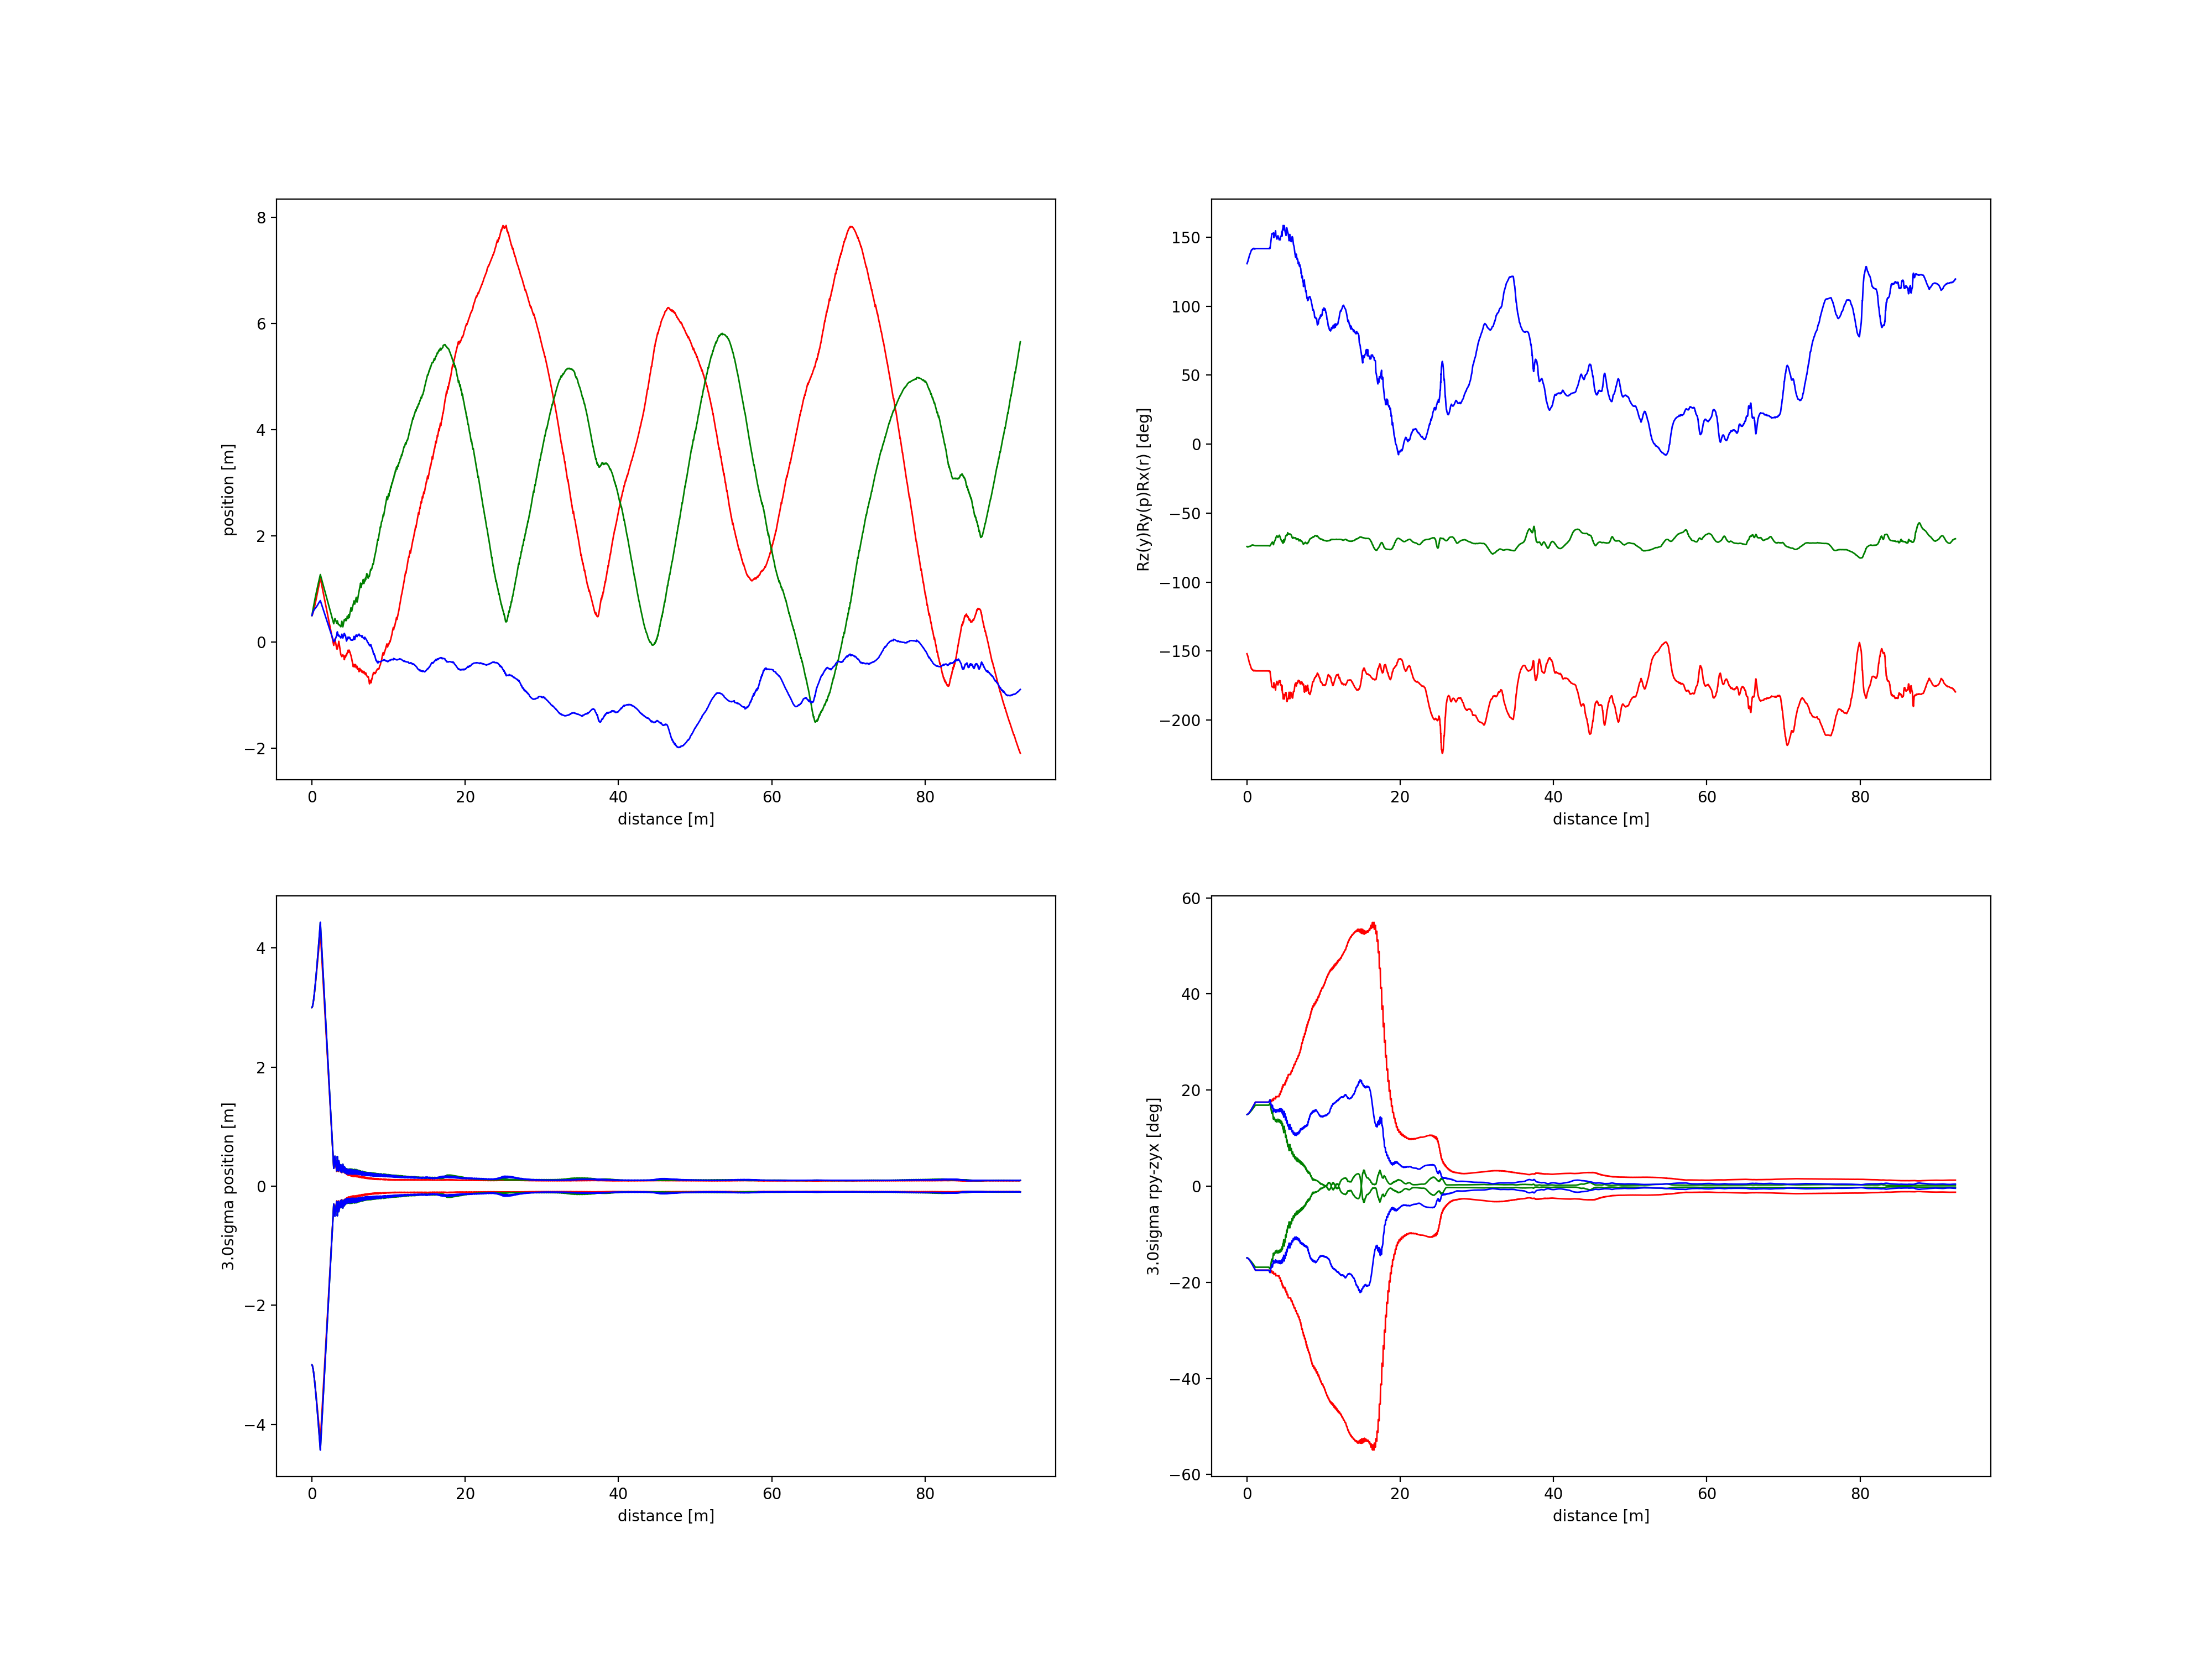 8
6
4
2
0
−2
position [m]
0 20 40 60 80
distance [m]
150
100
50
0
−50
−100
−150
−200
Rz(y)Ry(p)Rx(r) [deg]
0 20 40 60 80
distance [m]
4
2
0
−2
−4
3.0sigma position [m]
0 20 40 60 80
distance [m]
60
40
20
0
−20
−40
−60
3.0sigma rpy-zyx [deg]
0 20 40 60 80
distance [m]